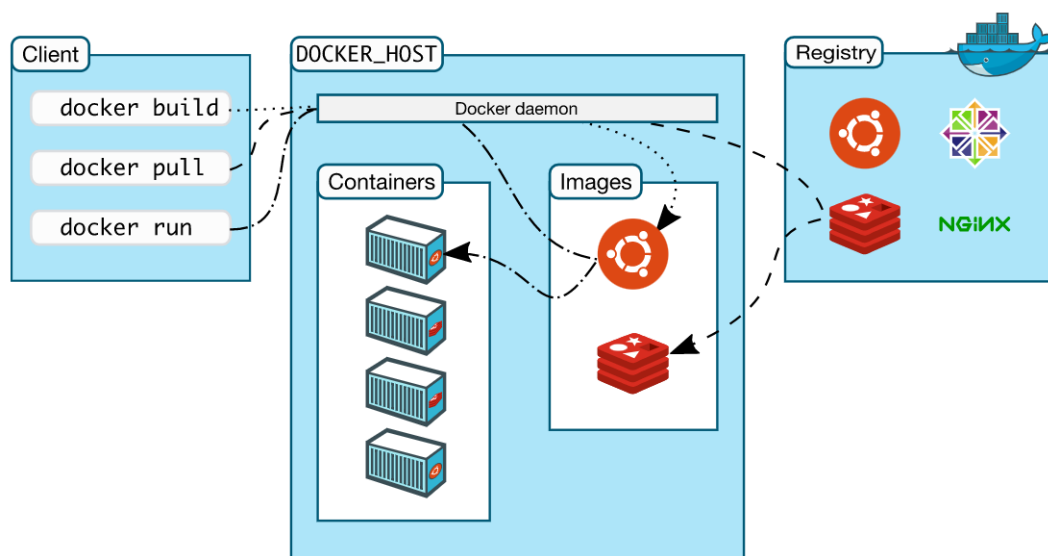 Client
docker build
docker pull
docker run
DOCKER_HOST
Docker daemon
Containers
Images
Registry
NGiNX